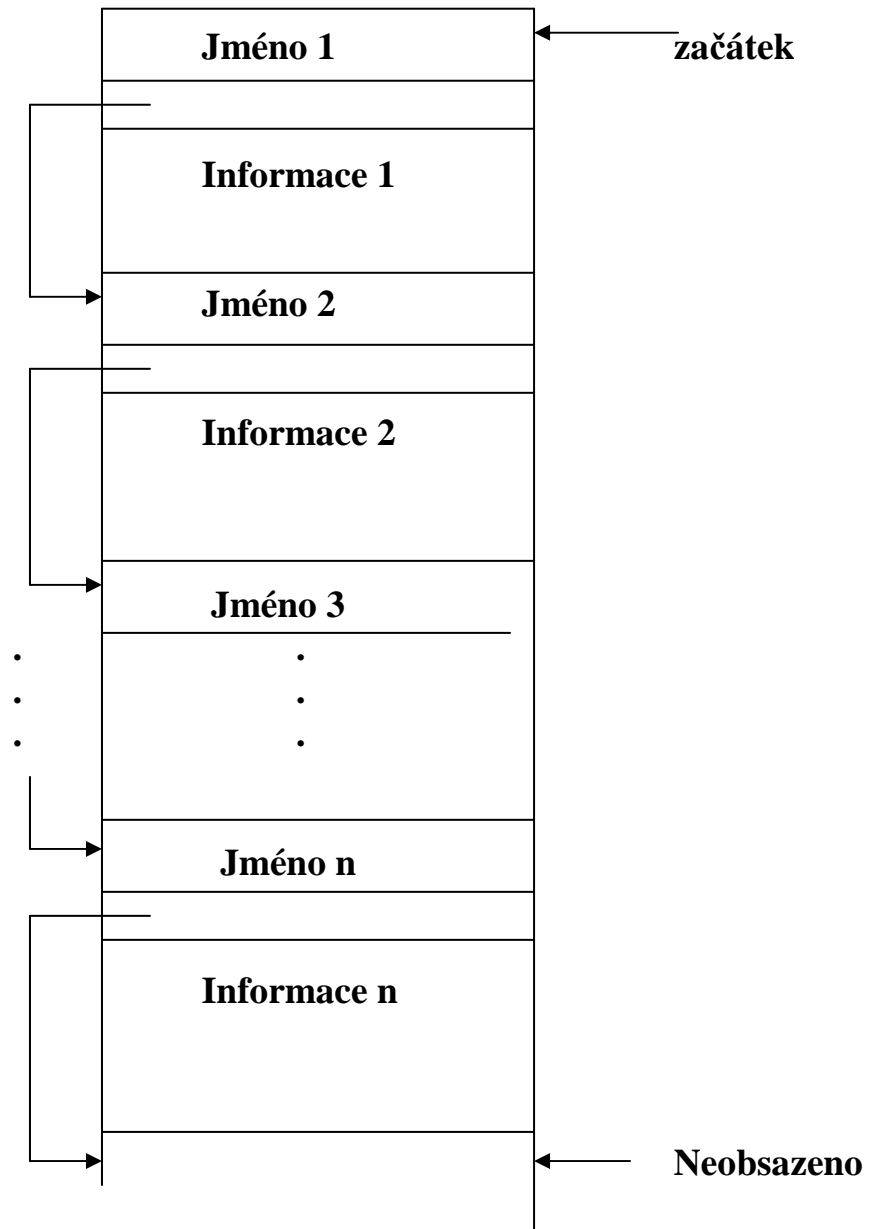 Jméno 1
začátek
Informace 1
Jméno 2
Informace 2
Jméno 3
. .
. .
. .
Jméno n
Informace n
Neobsazeno